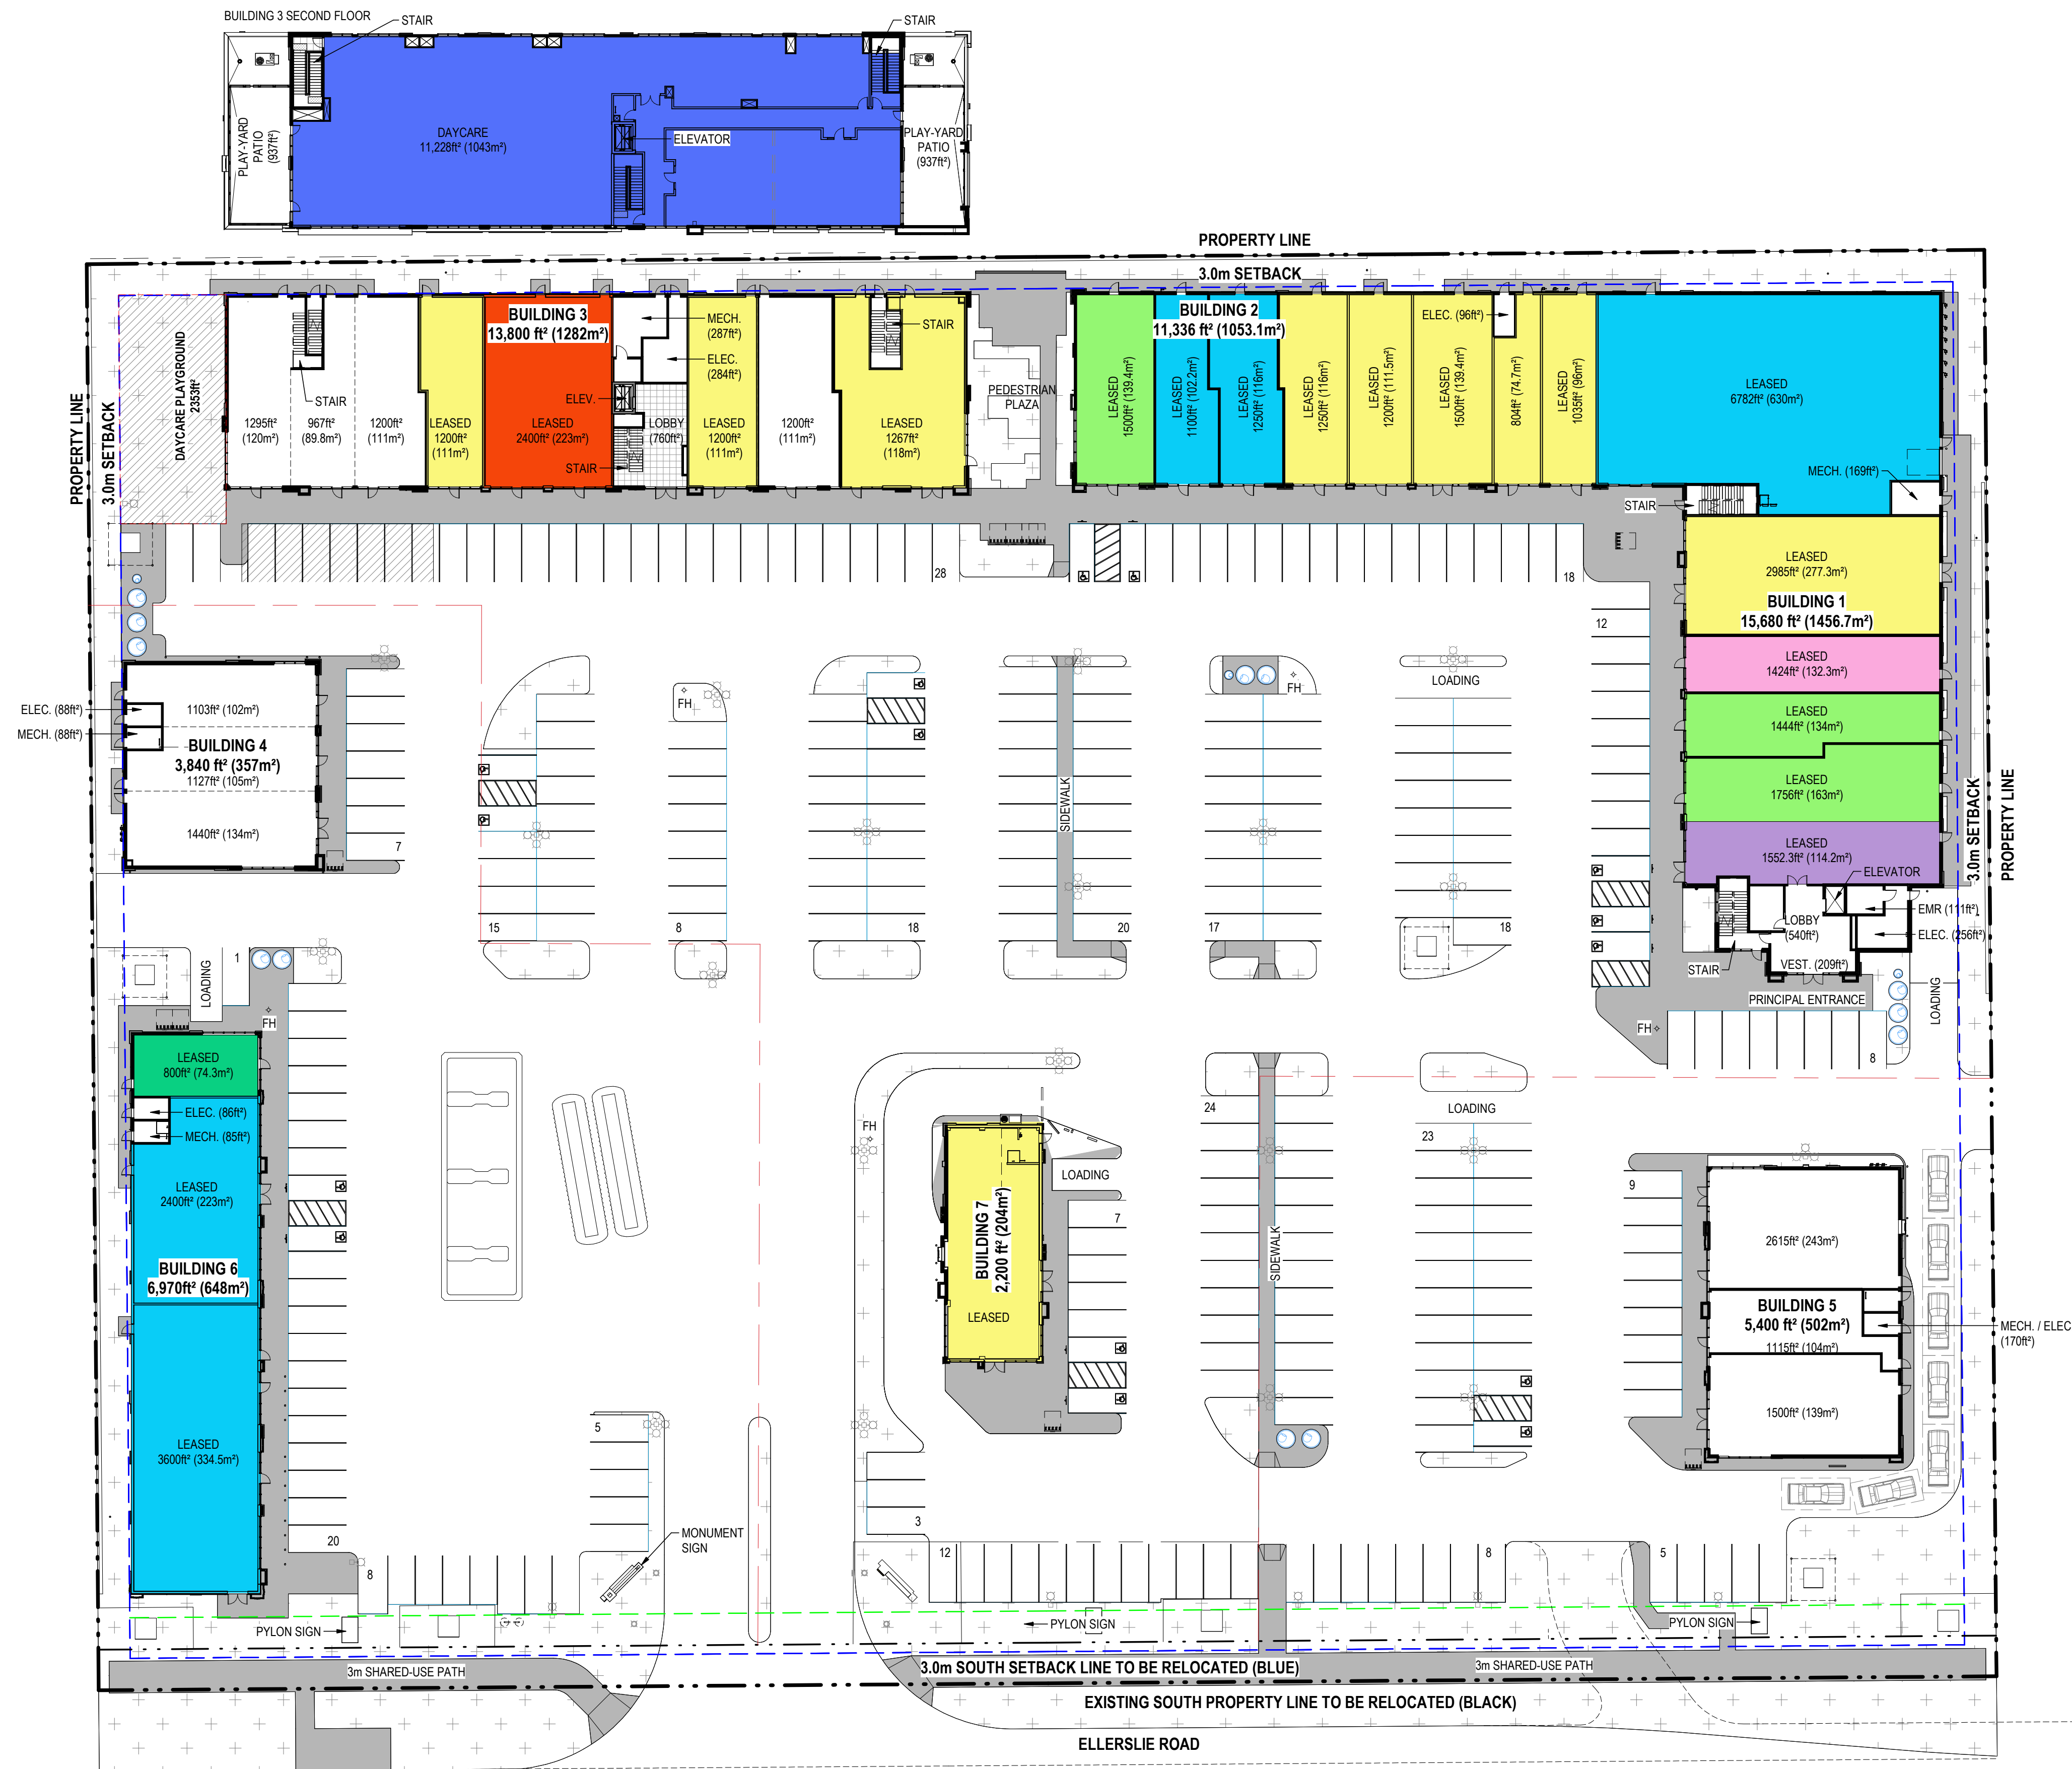 BUILDING 3 SECOND FLOOR
STAIR
STAIR
DAYCARE
11,228ft² (1043m²)
ELEVATOR
PLAY-YARD
PATIO
(937ft²)
PLAY-YARD
PATIO
(937ft²)
PROPERTY LINE
3.0m SETBACK
PROPERTY LINE
3.0m SETBACK
DAYCARE PLAYGROUND
2353ft²
BUILDING 3
13,800 ft² (1282m²)
1295ft²
(120m²)
STAIR
967ft²
(89.8m²)
1200ft²
(111m²)
LEASED
1200ft²
(111m²)
LEASED
2400ft² (223m²)
MECH.
(287ft²)
ELEC.
(284ft²)
ELEV.
LOBBY
(760ft²)
STAIR
LEASED
1200ft²
(111m²)
1200ft²
(111m²)
STAIR
LEASED
1267ft²
(118m²)
PEDESTRIAN
PLAZA
BUILDING 2
11,336 ft² (1053.1m²)
LEASED
1500ft² (139.4m²)
LEASED
1100ft² (102.2m²)
LEASED
1250ft² (116m²)
LEASED
1250ft² (116m²)
LEASED
1200ft² (111.5m²)
LEASED
1500ft² (139.4m²)
ELEC. (96ft²)
LEASED
804ft² (74.7m²)
LEASED
1035ft² (96m²)
LEASED
6782ft² (630m²)
MECH. (169ft²)
STAIR
LEASED
2985ft² (277.3m²)
BUILDING 1
15,680 ft² (1456.7m²)
LEASED
1424ft² (132.3m²)
LEASED
1444ft² (134m²)
LEASED
1756ft² (163m²)
LEASED
1552.3ft² (114.2m²)
ELEVATOR
EMR (111ft²)
LOBBY
(540ft²)
ELEC. (256ft²)
STAIR
VEST. (209ft²)
PRINCIPAL ENTRANCE
LOADING
3.0m SETBACK
PROPERTY LINE
28
18
12
ELEC. (88ft²)
MECH. (88ft²)
1103ft² (102m²)
BUILDING 4
3,840 ft² (357m²)
1127ft² (105m²)
1440ft² (134m²)
7
FH
FH
LOADING
SIDEWALK
15
8
18
20
17
18
1
LOADING
FH
FH
8
LEASED
800ft² (74.3m²)
ELEC. (86ft²)
MECH. (85ft²)
LEASED
2400ft² (223m²)
BUILDING 6
6,970ft² (648m²)
LEASED
3600ft² (334.5m²)
20
8
5
MONUMENT
SIGN
FH
BUILDING 7
2,200 ft² (204m²)
LEASED
LOADING
7
3
24
SIDEWALK
LOADING
23
9
2615ft² (243m²)
BUILDING 5
5,400 ft² (502m²)
1115ft² (104m²)
MECH. / ELEC
(170ft²)
1500ft² (139m²)
12
8
5
PYLON SIGN
PYLON SIGN
PYLON SIGN
3m SHARED-USE PATH
3.0m SOUTH SETBACK LINE TO BE RELOCATED (BLUE)
3m SHARED-USE PATH
EXISTING SOUTH PROPERTY LINE TO BE RELOCATED (BLACK)
ELLERSLIE ROAD